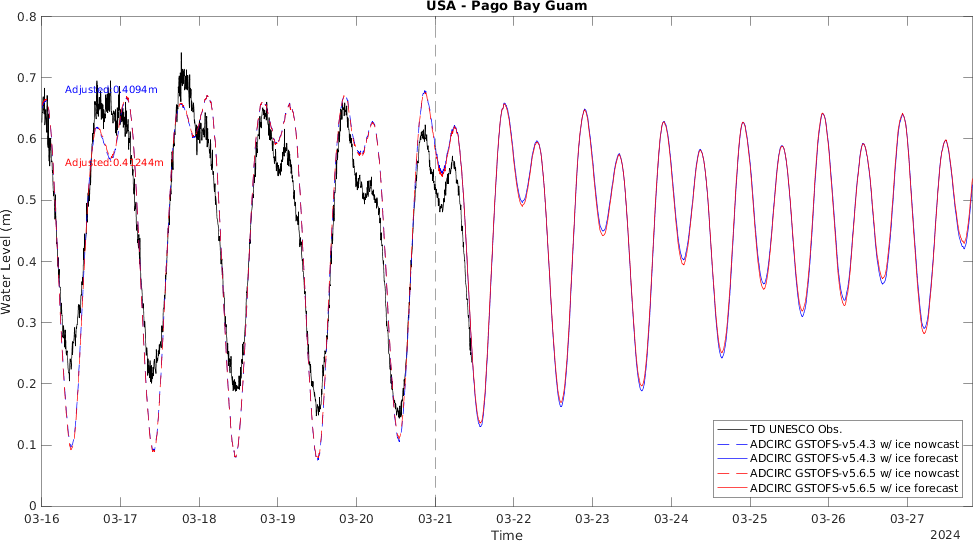 USA - Pago Bay Guam
0.8
0.7
0.6
0.5
0.4
0.3
0.2
0.1
0
Water Level (m)
Adjusted:0.4094m
Adjusted:0.41244m
03-16 03-17 03-18 03-19 03-20 03-21 03-22 03-23 03-24 03-25 03-26 03-27
Time
2024
TD UNESCO Obs.
ADCIRC GSTOFS-v5.4.3 w/ ice nowcast
ADCIRC GSTOFS-v5.4.3 w/ ice forecast
ADCIRC GSTOFS-v5.6.5 w/ ice nowcast
ADCIRC GSTOFS-v5.6.5 w/ ice forecast